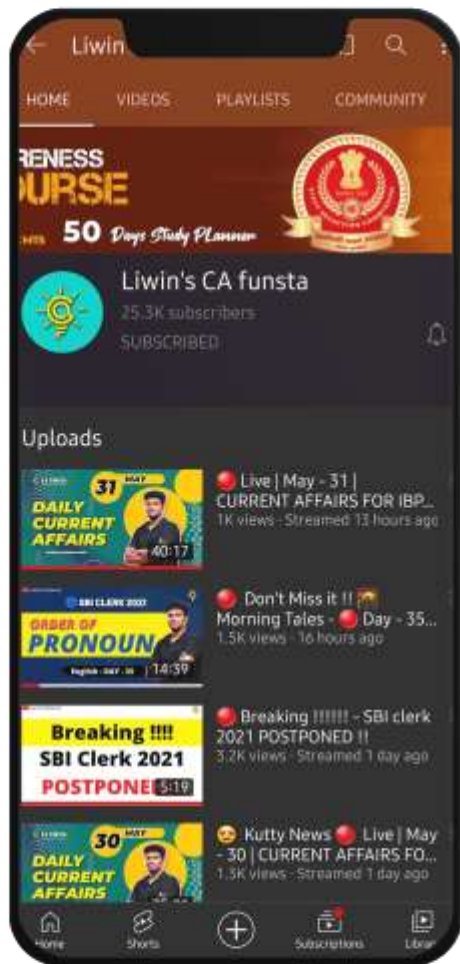 Liwin
HOME VIDEOS PLAYLISTS COMMUNITY
RENESS
OURSE
50 Days Study Planner
Liwin's CA funsta
25.3K subscribers
SUBSCRIBED
Uploads
31 MAY
DAILY
CURRENT
AFFAIRS
40:17
🔴 Live | May - 31 |
CURRENT AFFAIRS FOR IBP...
1K views · Streamed 13 hours ago
SBI CLERK 2021
ORDER OF
PRONOUN
English - DAY - 35
14:39
🔴 Don't Miss it !! 🌄
Morning Tales - 🔴 Day - 35...
1.5K views · 16 hours ago
Breaking !!!!
SBI Clerk 2021
POSTPONE
5:19
🔴 Breaking !!!!!! - SBI clerk
2021 POSTPONED !!
3.2K views · Streamed 1 day ago
30 MAY
DAILY
CURRENT
AFFAIRS
😍 Kutty News 🔴 Live | May
- 30 | CURRENT AFFAIRS FO...
1.3K views · Streamed 1 day ago
Home Shorts Subscriptions Librar